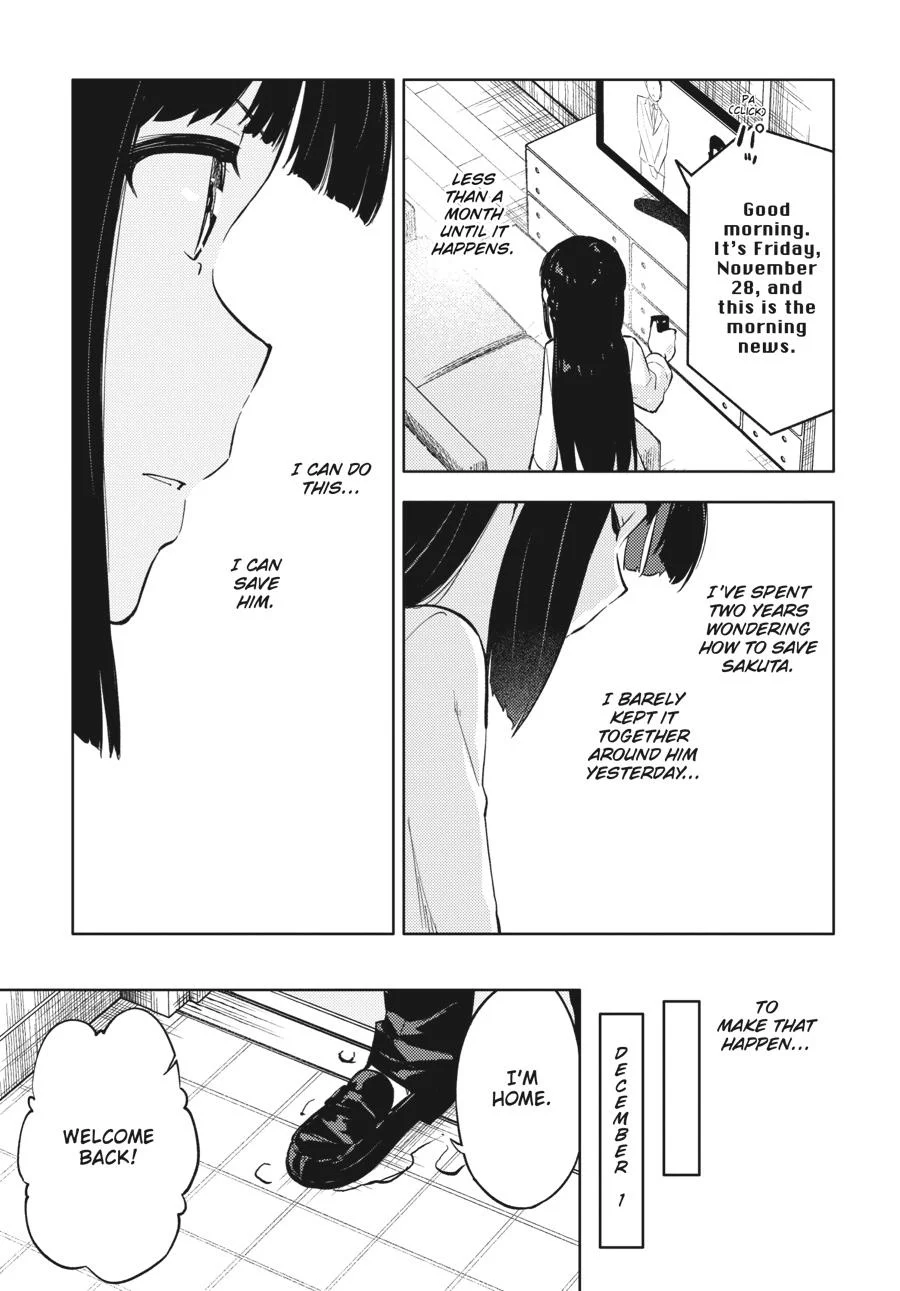 PA
(CLICK)
Good
morning.
It's Friday,
November
28, and
this is the
morning
news.
LESS
THAN A
MONTH
UNTIL IT
HAPPENS.
I'VE SPENT
TWO YEARS
WONDERING
HOW TO SAVE
SAKUTA.
I BARELY
KEPT IT
TOGETHER
AROUND HIM
YESTERDAY...
I CAN DO
THIS...
I CAN
SAVE
HIM.
TO
MAKE THAT
HAPPEN...
DECEMBER 1
I'M
HOME.
WELCOME
BACK!